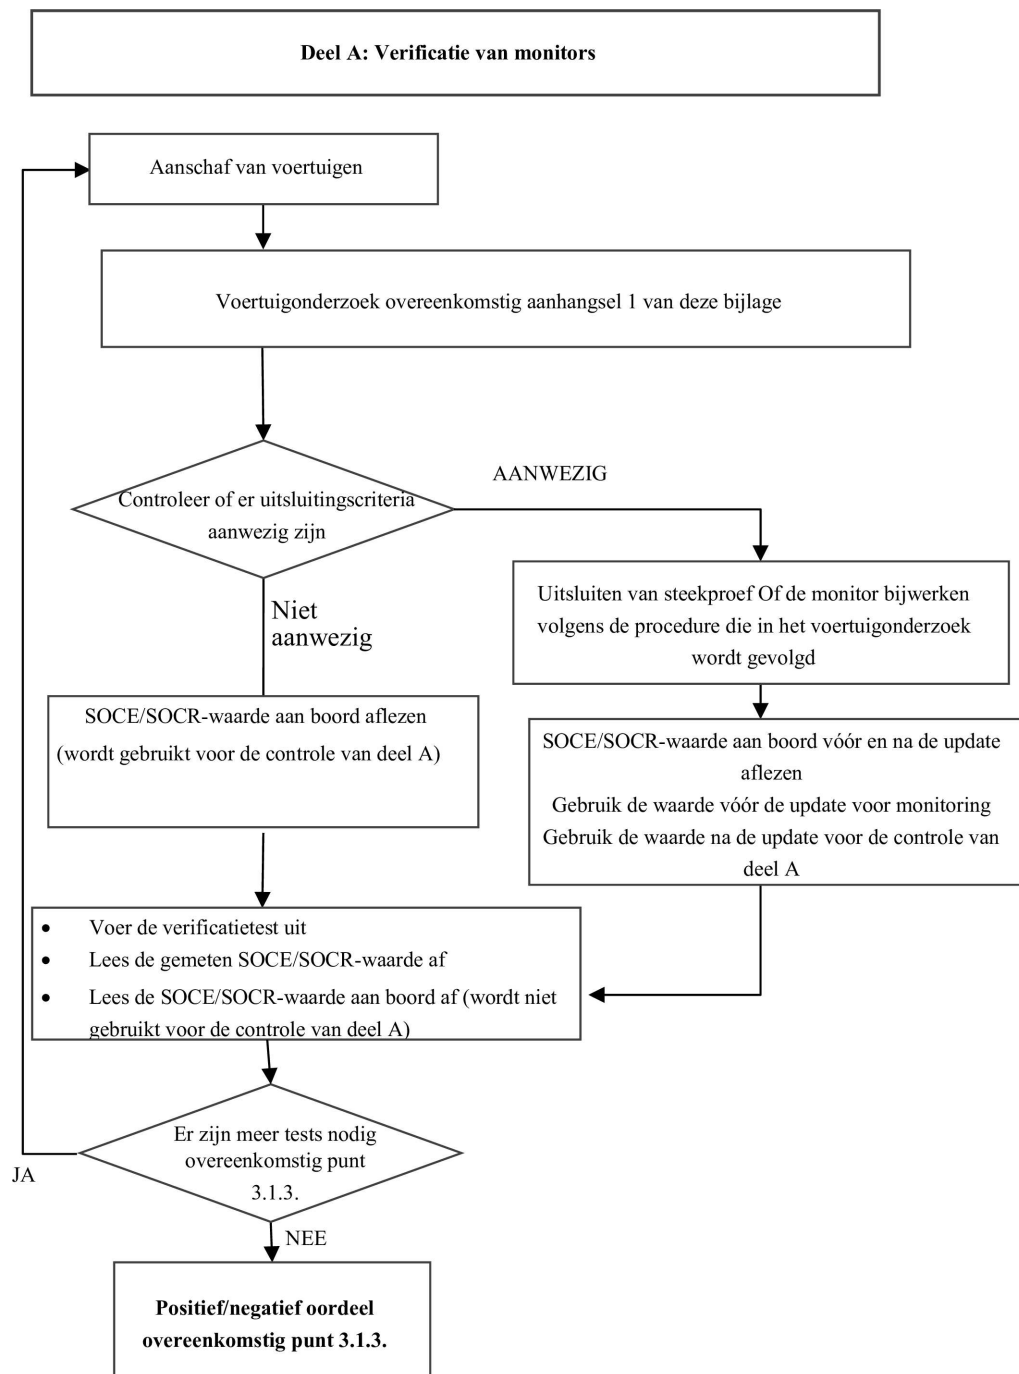 Deel A: Verificatie van monitors
Aanschaf van voertuigen
Voertuigonderzoek overeenkomstig aanhangsel 1 van deze bijlage
Controleer of er uitsluitingscriteria
aanwezig zijn
AANWEZIG
Niet
aanwezig
Uitsluiten van steekproef Of de monitor bijwerken
volgens de procedure die in het voertuigonderzoek
wordt gevolgd
SOCE/SOCR-waarde aan boord aflezen
(wordt gebruikt voor de controle van deel A)
SOCE/SOCR-waarde aan boord vóór en na de update
aflezen
Gebruik de waarde vóór de update voor monitoring
Gebruik de waarde na de update voor de controle van
deel A
• Voer de verificatietest uit
• Lees de gemeten SOCE/SOCR-waarde af
• Lees de SOCE/SOCR-waarde aan boord af (wordt niet
gebruikt voor de controle van deel A)
Er zijn meer tests nodig
overeenkomstig punt
3.1.3.
JA
NEE
Positief/negatief oordeel
overeenkomstig punt 3.1.3.